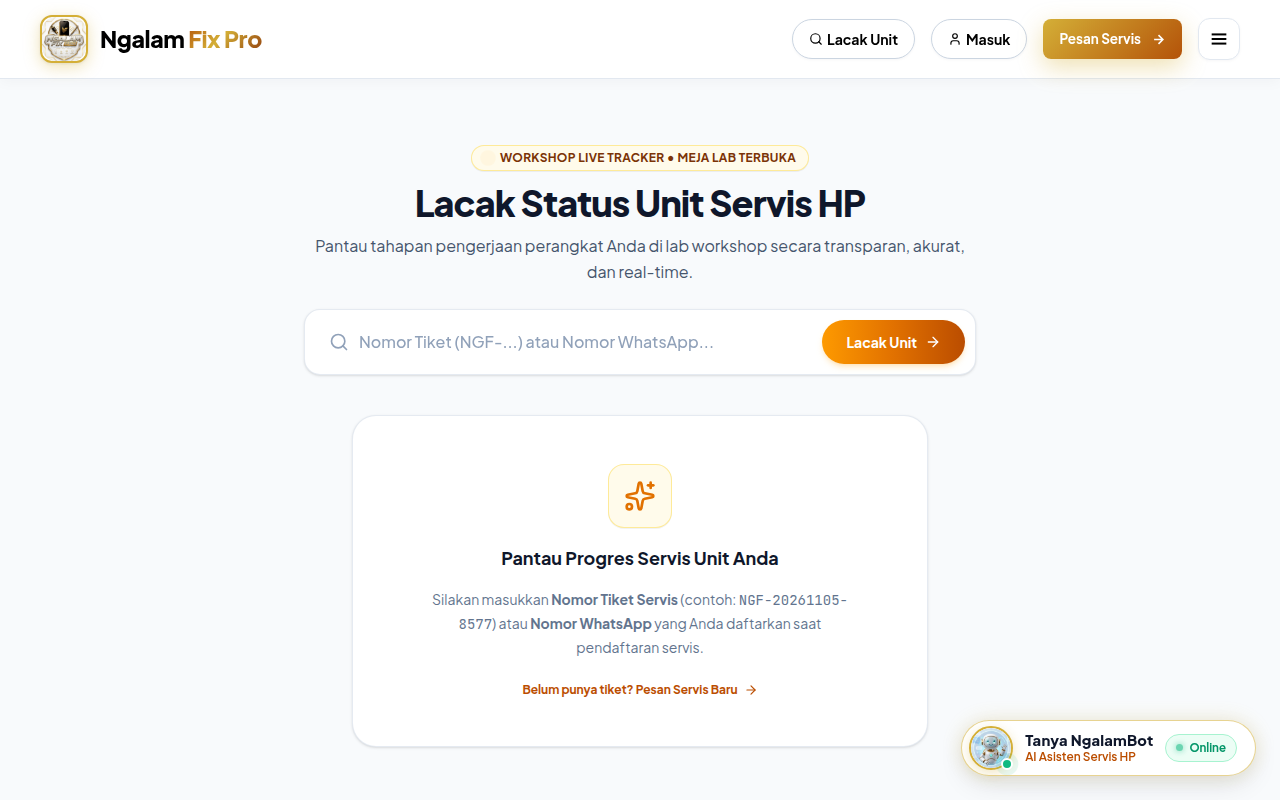 Ngalam Fix Pro
Lacak Unit
Masuk
Pesan Servis
WORKSHOP LIVE TRACKER • MEJA LAB TERBUKA
Lacak Status Unit Servis HP
Pantau tahapan pengerjaan perangkat Anda di lab workshop secara transparan, akurat,
dan real-time.
Nomor Tiket (NGF-...) atau Nomor WhatsApp...
Lacak Unit
Pantau Progres Servis Unit Anda
Silakan masukkan Nomor Tiket Servis (contoh: NGF-20261105-
8577) atau Nomor WhatsApp yang Anda daftarkan saat
pendaftaran servis.
Belum punya tiket? Pesan Servis Baru
Tanya NgalamBot
AI Asisten Servis HP
Online